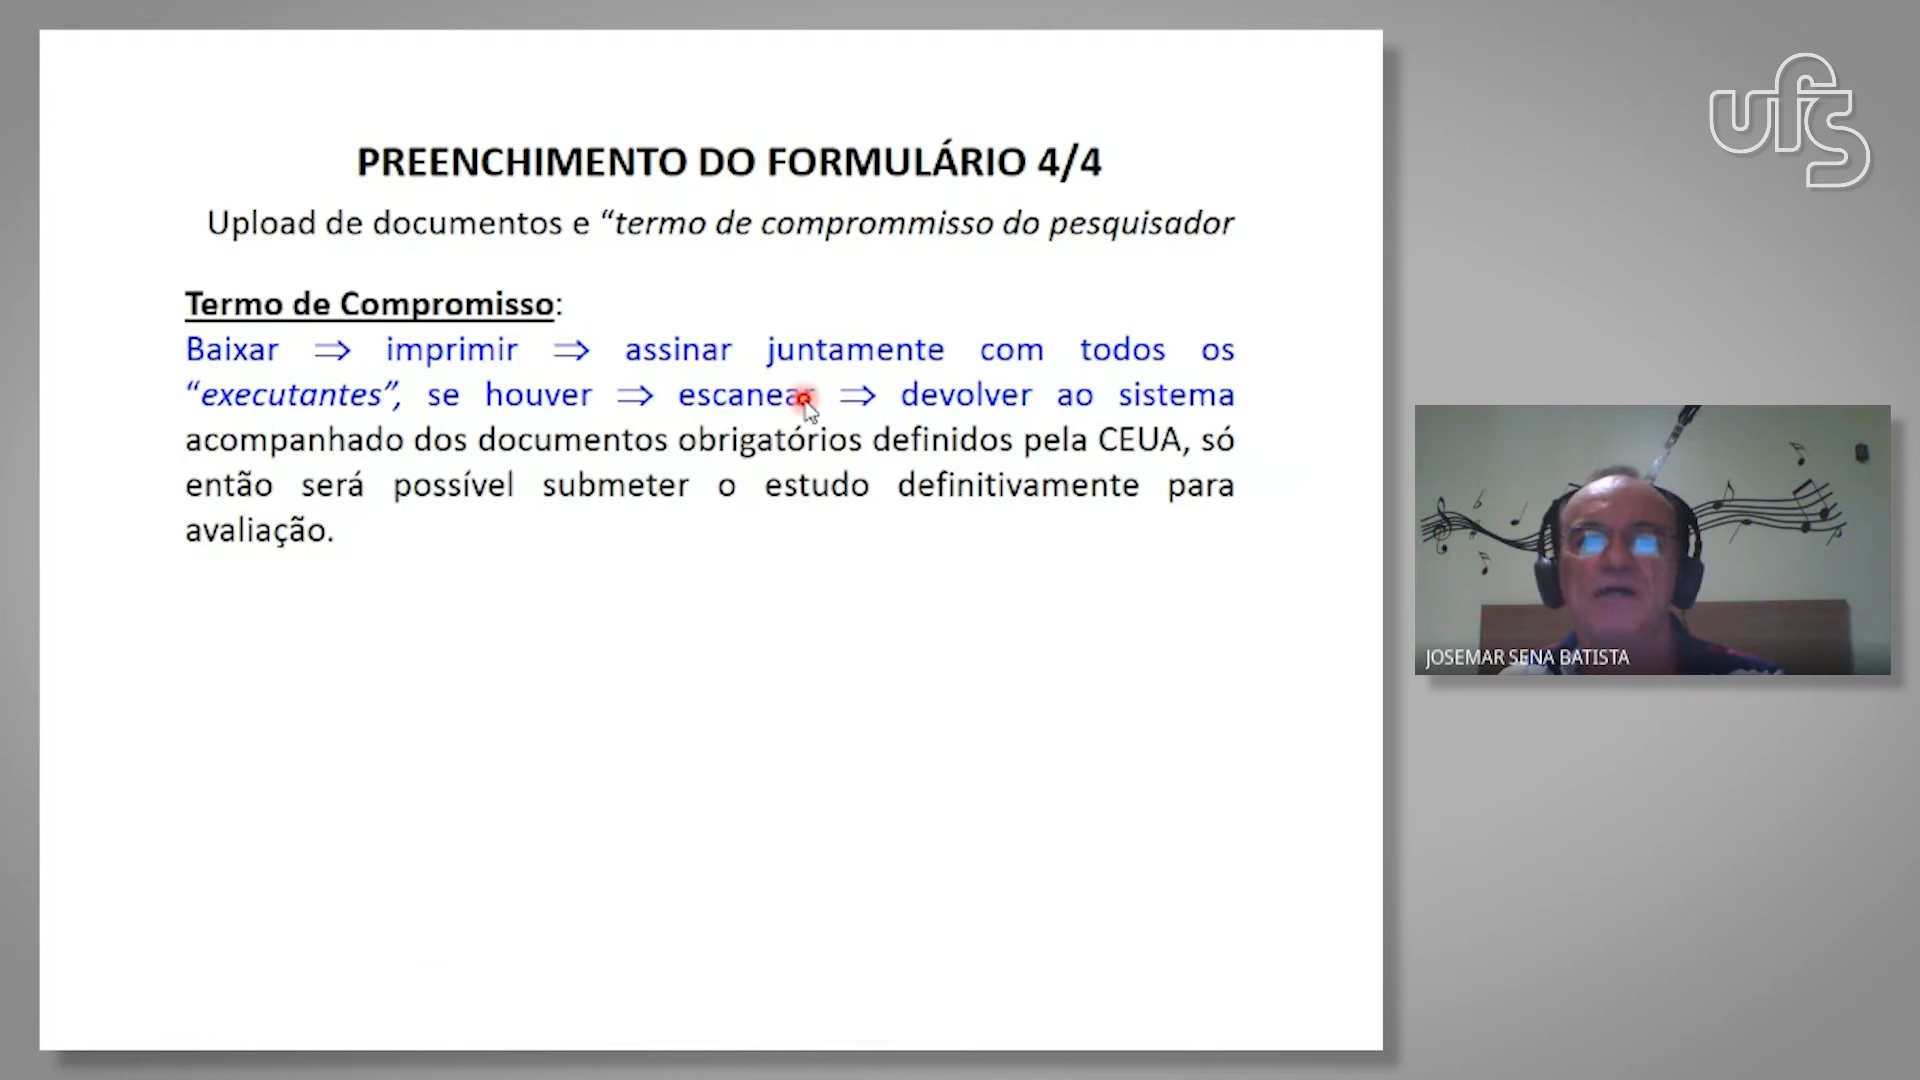 ufs
PREENCHIMENTO DO FORMULÁRIO 4/4
Upload de documentos e “termo de comprommisso do pesquisador
Termo de Compromisso:
Baixar ⇒ imprimir ⇒ assinar juntamente com todos os
“executantes”, se houver ⇒ escanear ⇒ devolver ao sistema
acompanhado dos documentos obrigatórios definidos pela CEUA, só
então será possível submeter o estudo definitivamente para
avaliação.
JOSEMAR SENA BATISTA